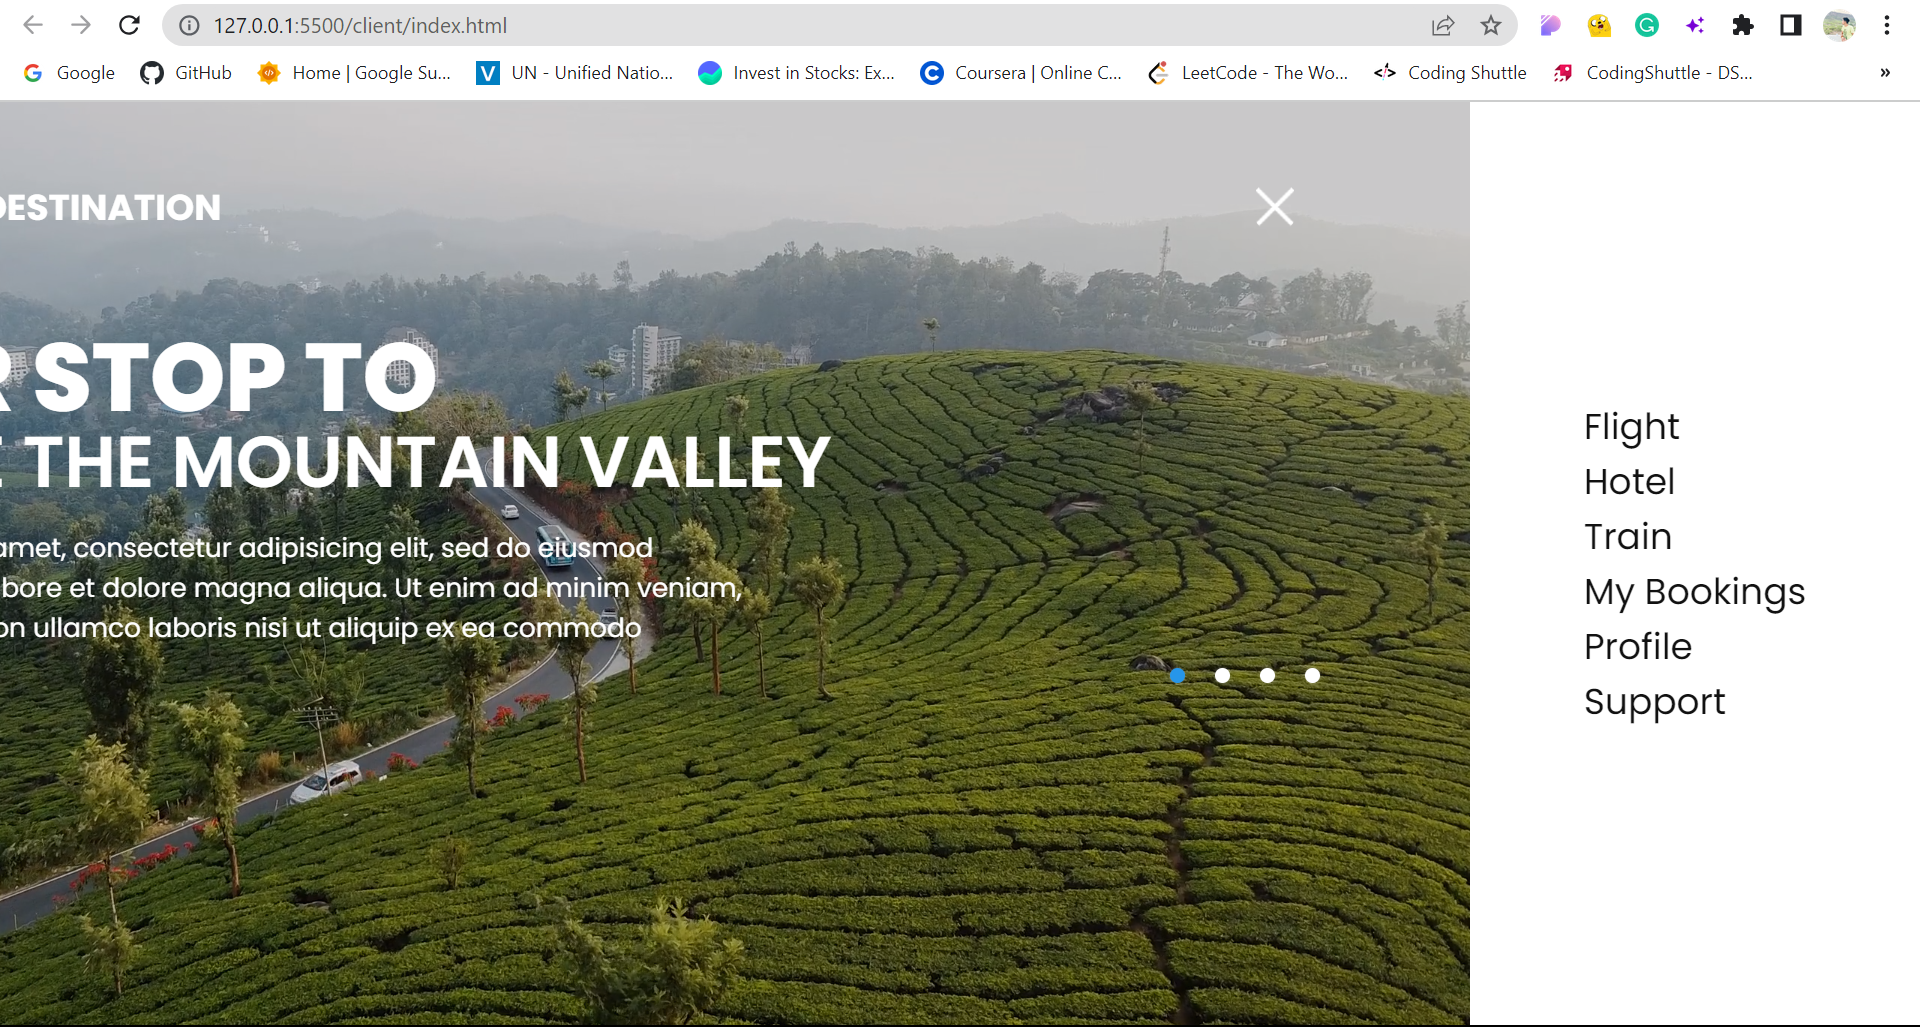 127.0.0.1:5500/client/index.html
Google GitHub Home | Google Su... UN - Unified Natio... Invest in Stocks: Ex... Coursera | Online C... LeetCode - The Wo... Coding Shuttle CodingShuttle - DS... »
DESTINATION
R STOP TO
E THE MOUNTAIN VALLEY
amet, consectetur adipisicing elit, sed do eiusmod
bore et dolore magna aliqua. Ut enim ad minim veniam,
on ullamco laboris nisi ut aliquip ex ea commodo
Flight
Hotel
Train
My Bookings
Profile
Support